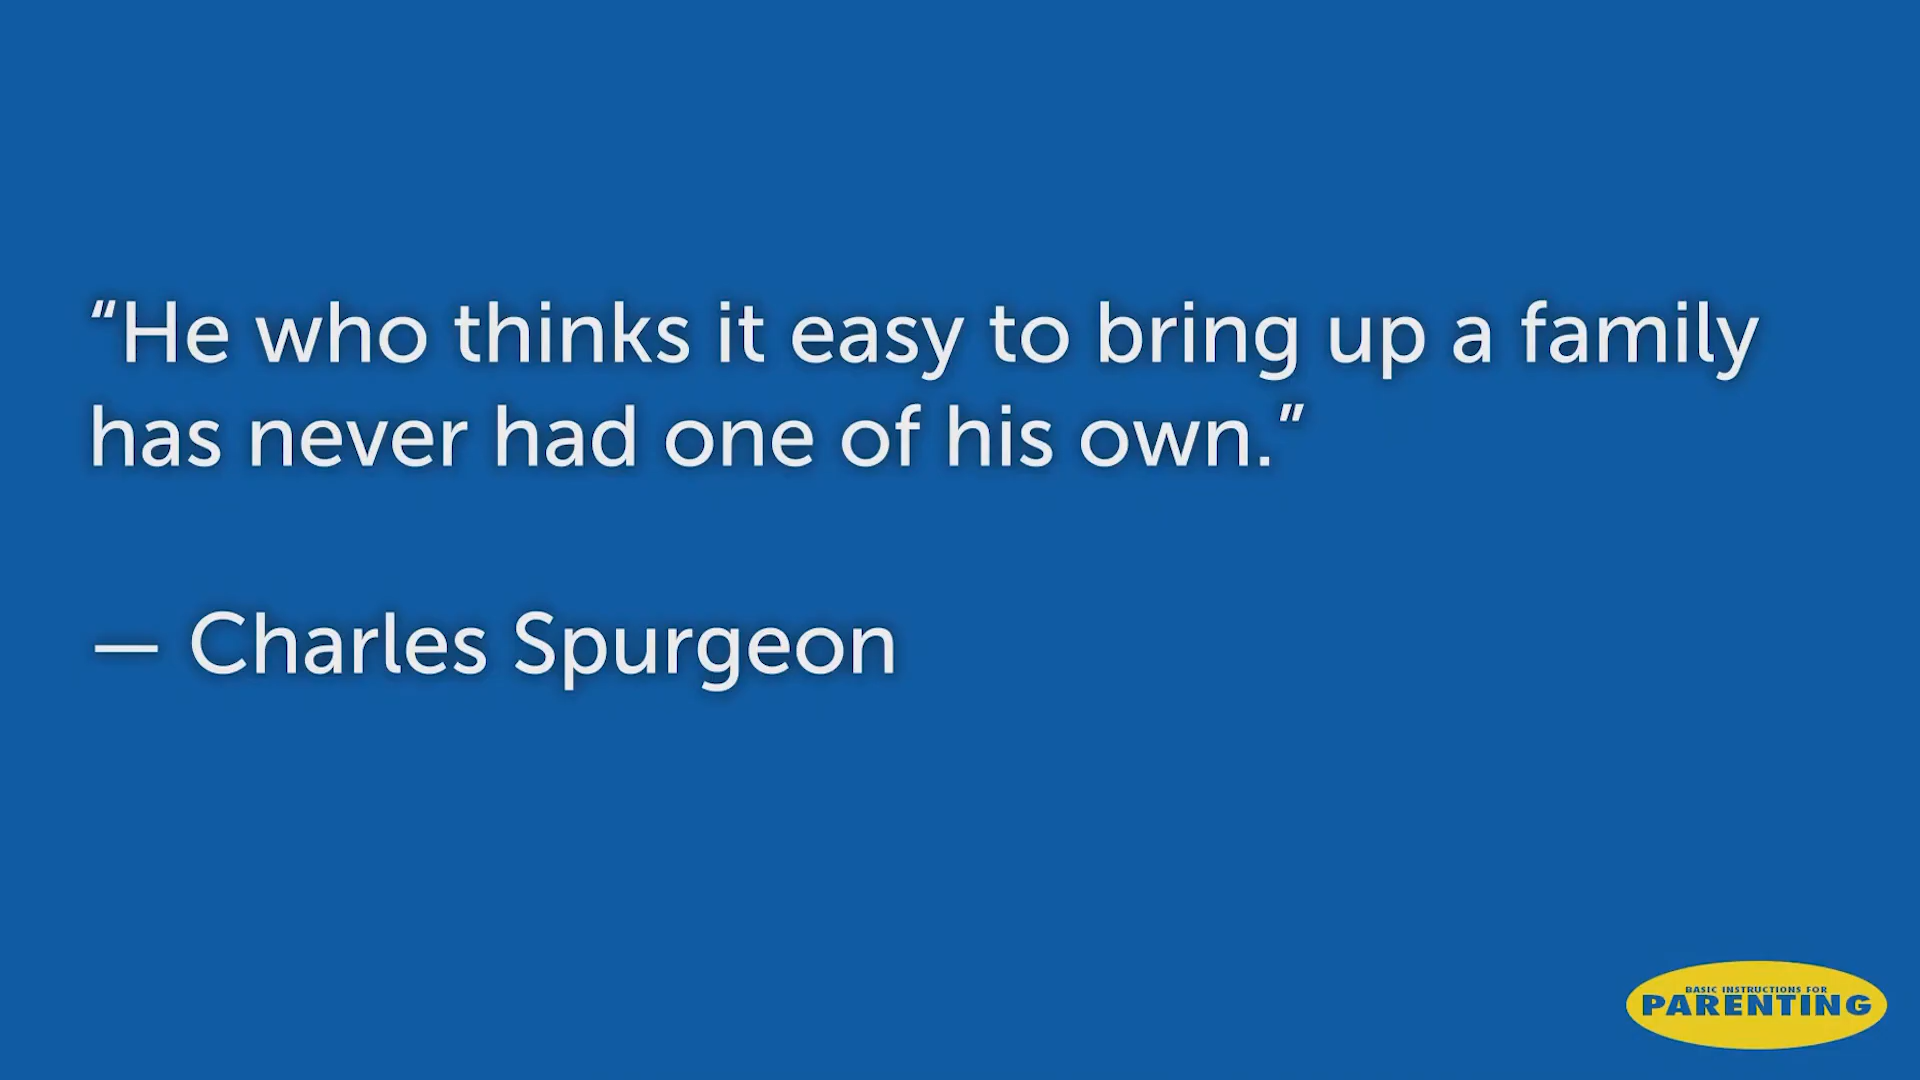 “He who thinks it easy to bring up a family
has never had one of his own.”
— Charles Spurgeon
BASIC INSTRUCTIONS FOR
PARENTING